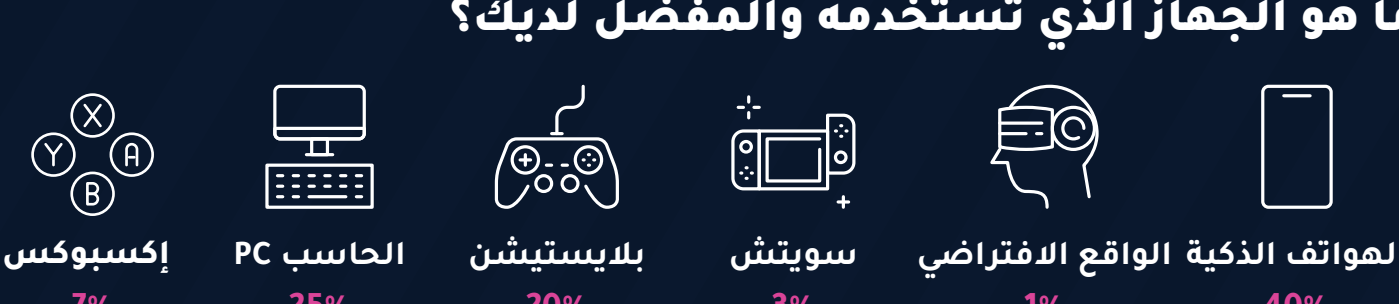 هو الجهاز الذي تستخدمه والمفضل لديك؟
X
Y A
B
لهواتف الذكية
الواقع الافتراضي
سويتش
بلايستيشن
الحاسب PC
إكسبوكس
40%
1%
3%
20%
25%
7%